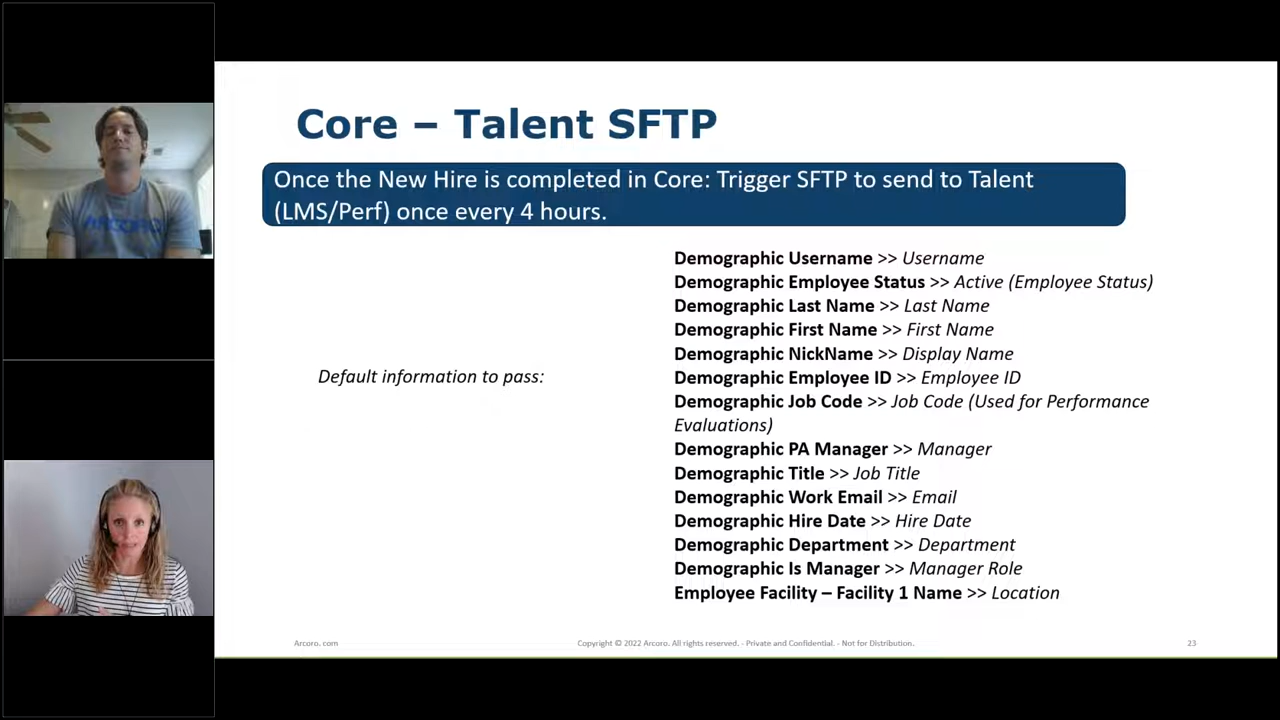 Core – Talent SFTP
Once the New Hire is completed in Core: Trigger SFTP to send to Talent
(LMS/Perf) once every 4 hours.
Default information to pass:
Demographic Username >> Username
Demographic Employee Status >> Active (Employee Status)
Demographic Last Name >> Last Name
Demographic First Name >> First Name
Demographic NickName >> Display Name
Demographic Employee ID >> Employee ID
Demographic Job Code >> Job Code (Used for Performance
Evaluations)
Demographic PA Manager >> Manager
Demographic Title >> Job Title
Demographic Work Email >> Email
Demographic Hire Date >> Hire Date
Demographic Department >> Department
Demographic Is Manager >> Manager Role
Employee Facility – Facility 1 Name >> Location
Arcoro. com
Copyright © 2022 Arcoro. All rights reserved. - Private and Confidential. - Not for Distribution.
23
ARCORO